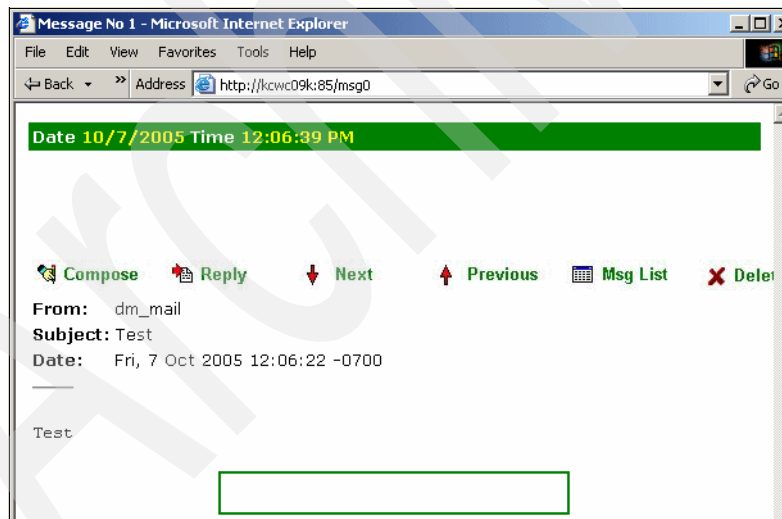 Message No 1 - Microsoft Internet Explorer
File Edit View Favorites Tools Help
Back » Address http://kcwc09k:85/msg0 Go
Date 10/7/2005 Time 12:06:39 PM
Compose Reply Next Previous Msg List Delet
From: dm_mail
Subject: Test
Date: Fri, 7 Oct 2005 12:06:22 -0700
Test